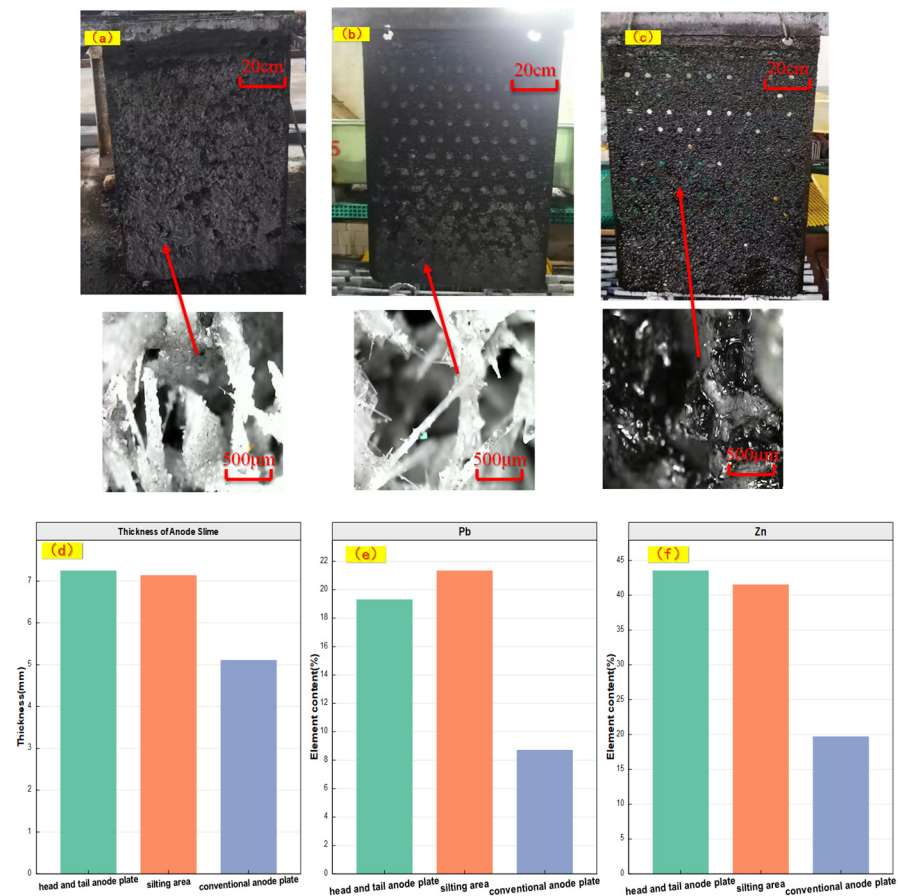 (a)
20cm
(b)
20cm
(c)
20cm
500μm
500μm
500μm
Thickness of Anode Slime
(d)
Thickness(mm)
7
6
5
4
3
2
1
0
head and tail anode plate
silting area
conventional anode plate
Pb
(e)
Element content(%)
22
20
18
16
14
12
10
8
6
4
2
0
head and tail anode plate
silting area
conventional anode plate
Zn
(f)
Element content(%)
45
40
35
30
25
20
15
10
5
0
head and tail anode plate
silting area
conventional anode plate